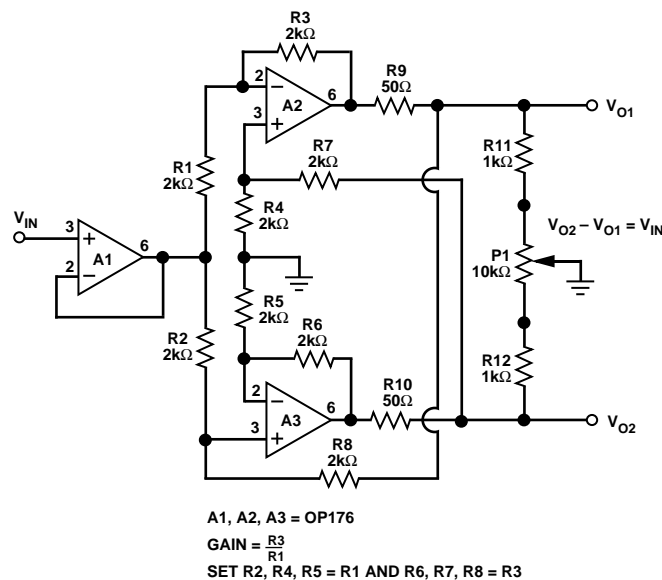 R3
2kΩ
2
6
R9
50Ω
A2
3
V_O1
R7
2kΩ
R11
1kΩ
R1
2kΩ
R4
2kΩ
V_IN
3
6
A1
2
V_O2 – V_O1 = V_IN
P1
10kΩ
R5
2kΩ
R2
2kΩ
R6
2kΩ
R12
1kΩ
2
6
R10
50Ω
A3
3
V_O2
R8
2kΩ
A1, A2, A3 = OP176
GAIN = R3/R1
SET R2, R4, R5 = R1 AND R6, R7, R8 = R3